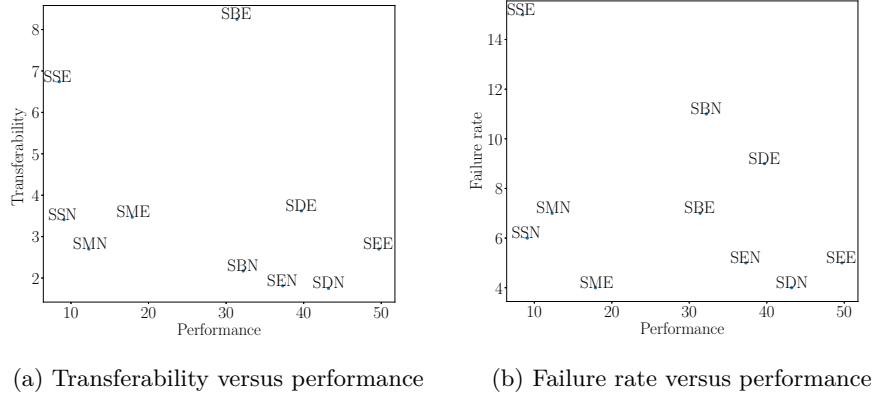 SBE
8
7
SSE
6
5
4
SDE
SSN
SME
3
SMN
SEE
SBN
2
SEN
SDN
10
20
30
40
50
Performance
Transferability
(a) Transferability versus performance
SSE
14
12
SBN
10
SDE
8
SMN
SBE
6
SSN
SEN
SEE
4
SME
SDN
10
20
30
40
50
Performance
Failure rate
(b) Failure rate versus performance